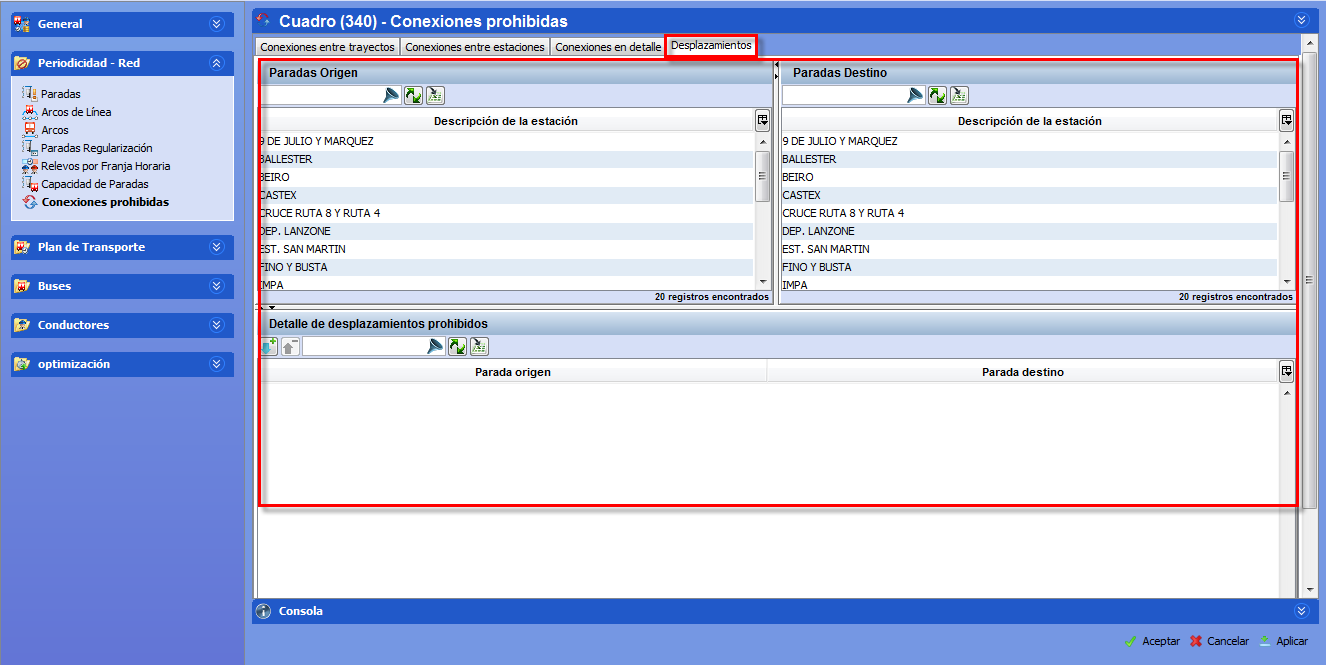 General
Periodicidad - Red
Paradas
Arcos de Línea
Arcos
Paradas Regularización
Relevos por Franja Horaria
Capacidad de Paradas
Conexiones prohibidas
Plan de Transporte
Buses
Conductores
optimización
Cuadro (340) - Conexiones prohibidas
Conexiones entre trayectos Conexiones entre estaciones Conexiones en detalle Desplazamientos
Paradas Origen
Descripción de la estación
9 DE JULIO Y MARQUEZ
BALLESTER
BEIRO
CASTEX
CRUCE RUTA 8 Y RUTA 4
DEP. LANZONE
EST. SAN MARTIN
FINO Y BUSTA
IMPA
20 registros encontrados
Paradas Destino
Descripción de la estación
9 DE JULIO Y MARQUEZ
BALLESTER
BEIRO
CASTEX
CRUCE RUTA 8 Y RUTA 4
DEP. LANZONE
EST. SAN MARTIN
FINO Y BUSTA
IMPA
20 registros encontrados
Detalle de desplazamientos prohibidos
Parada origen Parada destino
Consola
Aceptar Cancelar Aplicar